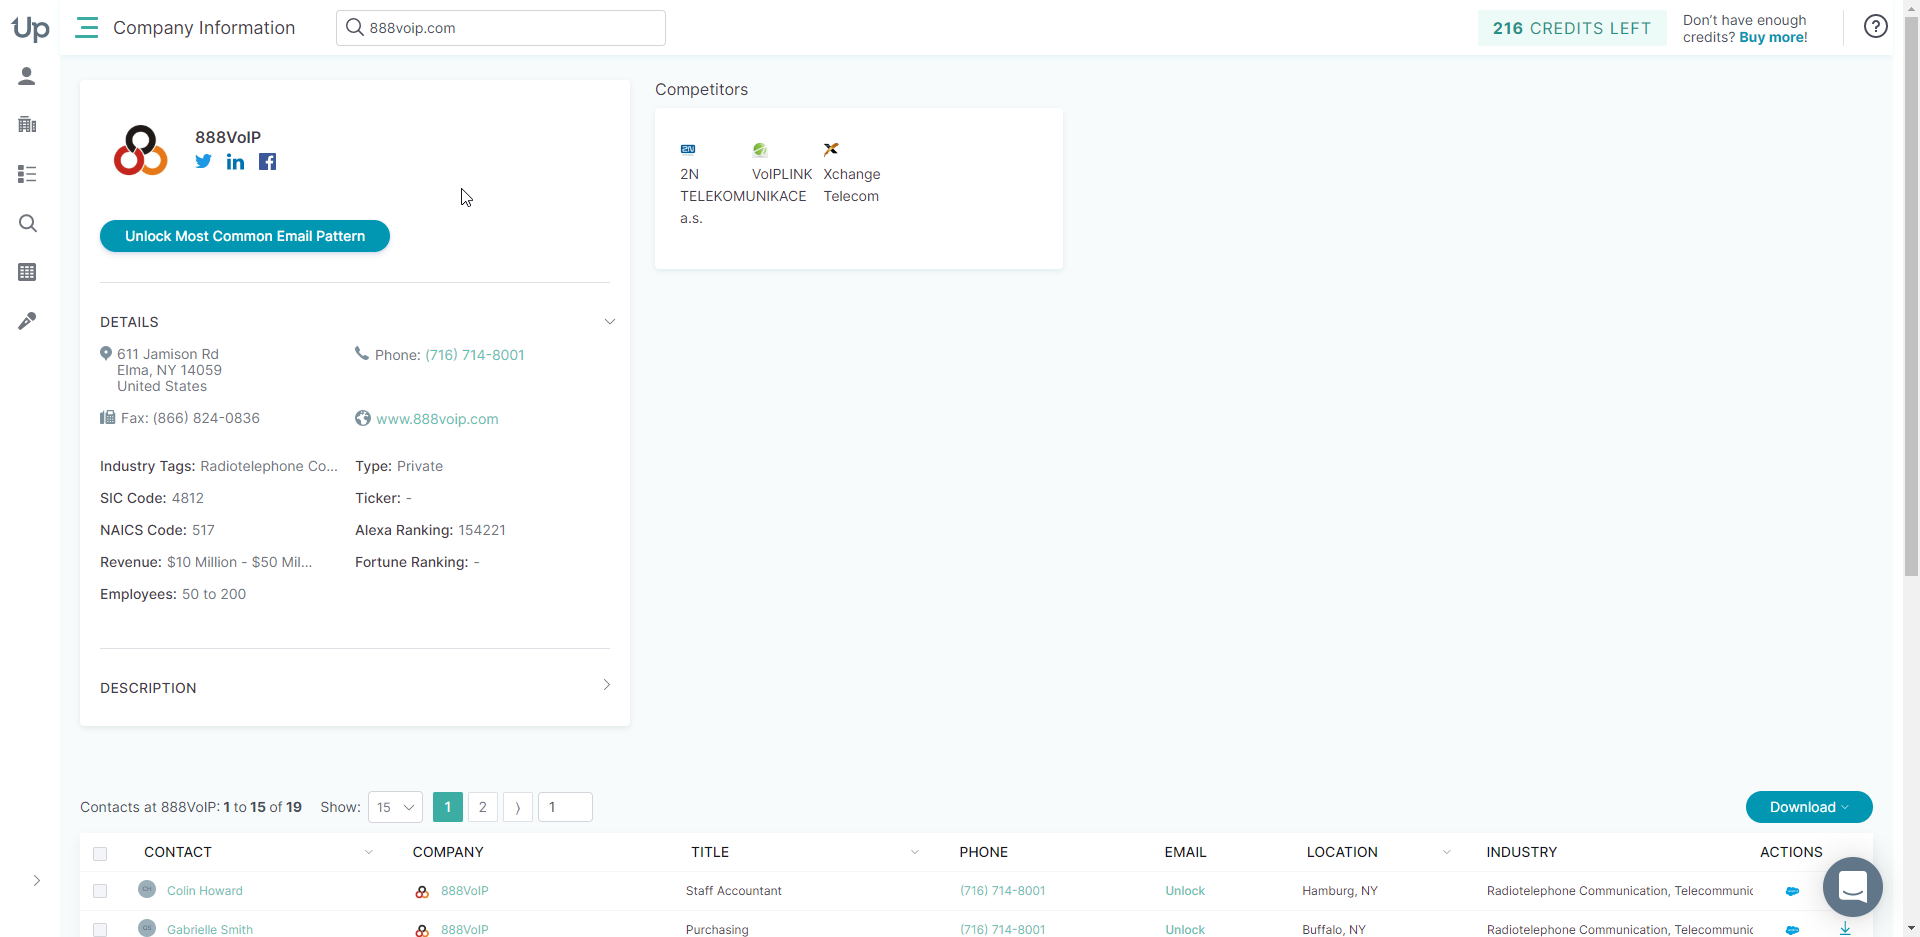 Up
Company Information
888voip.com
216 CREDITS LEFT
Don't have enough
credits? Buy more!
888VoIP
Unlock Most Common Email Pattern
DETAILS
611 Jamison Rd
Elma, NY 14059
United States
Phone: (716) 714-8001
Fax: (866) 824-0836
www.888voip.com
Industry Tags: Radiotelephone Co...
Type: Private
SIC Code: 4812
Ticker: -
NAICS Code: 517
Alexa Ranking: 154221
Revenue: $10 Million - $50 Mil...
Fortune Ranking: -
Employees: 50 to 200
DESCRIPTION
Competitors
2N
2N
TELEKOMUNIKACE
a.s.
VoIPLINK
Xchange
Telecom
Contacts at 888VoIP: 1 to 15 of 19
Show: 15
1 2 1
Download
CONTACT COMPANY TITLE PHONE EMAIL LOCATION INDUSTRY ACTIONS
CH Colin Howard 888VoIP Staff Accountant (716) 714-8001 Unlock Hamburg, NY Radiotelephone Communication, Telecommunic
GS Gabrielle Smith 888VoIP Purchasing (716) 714-8001 Unlock Buffalo, NY Radiotelephone Communication, Telecommunic